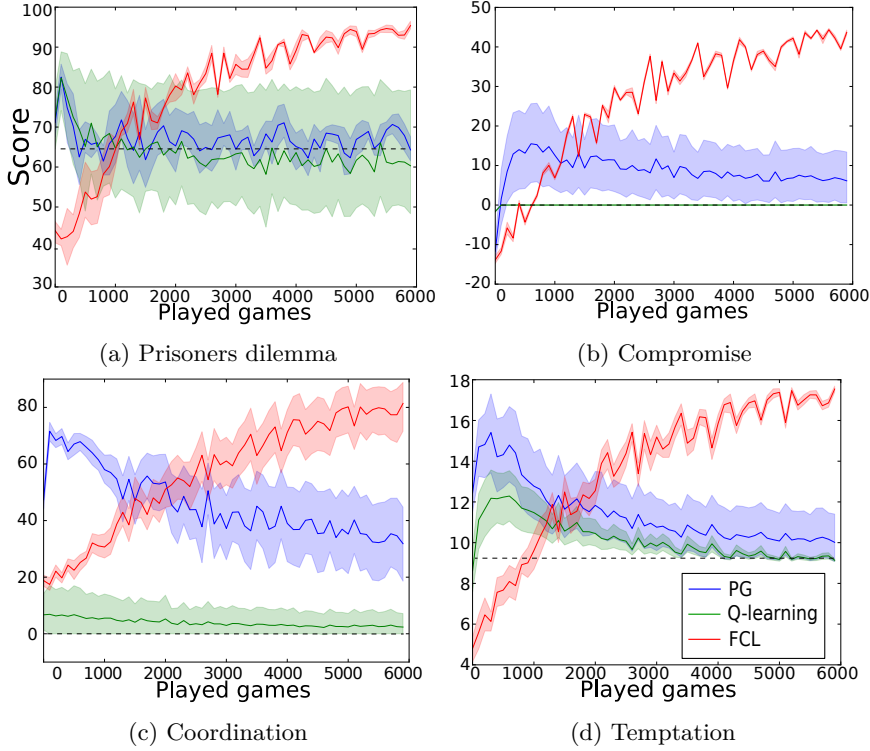 Score
100
90
80
70
60
50
40
30
0 1000 2000 3000 4000 5000 6000
Played games
(a) Prisoners dilemma
50
40
30
20
10
0
-10
-20
0 1000 2000 3000 4000 5000 6000
Played games
(b) Compromise
80
60
40
20
0
0 1000 2000 3000 4000 5000 6000
Played games
(c) Coordination
18
16
14
12
10
8
6
4
0 1000 2000 3000 4000 5000 6000
PG
Q-learning
FCL
Played games
(d) Temptation